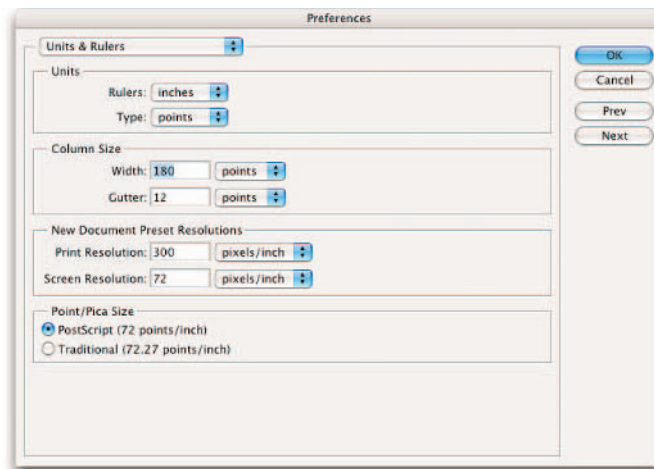 Preferences
Units & Rulers
OK
Cancel
Prev
Next
Units
Rulers: inches
Type: points
Column Size
Width: 180 points
Gutter: 12 points
New Document Preset Resolutions
Print Resolution: 300 pixels/inch
Screen Resolution: 72 pixels/inch
Point/Pica Size
PostScript (72 points/inch)
Traditional (72.27 points/inch)